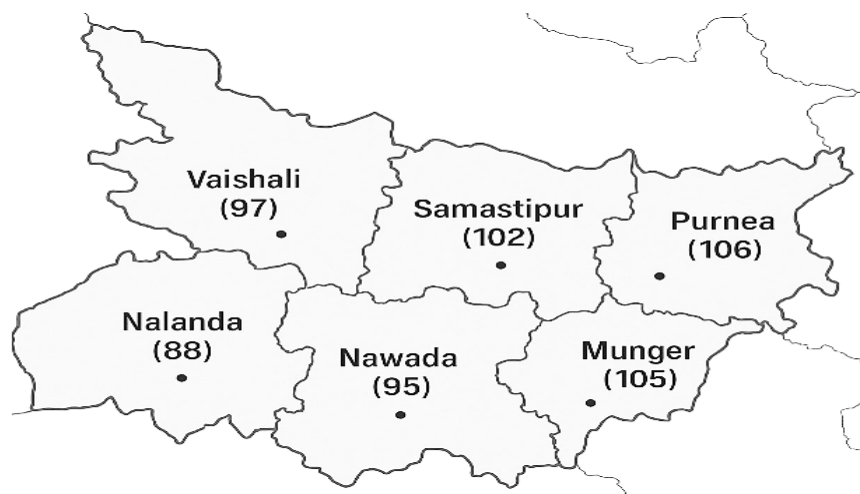 Vaishali
(97)
Samastipur
(102)
Purnea
(106)
Nalanda
(88)
Nawada
(95)
Munger
(105)